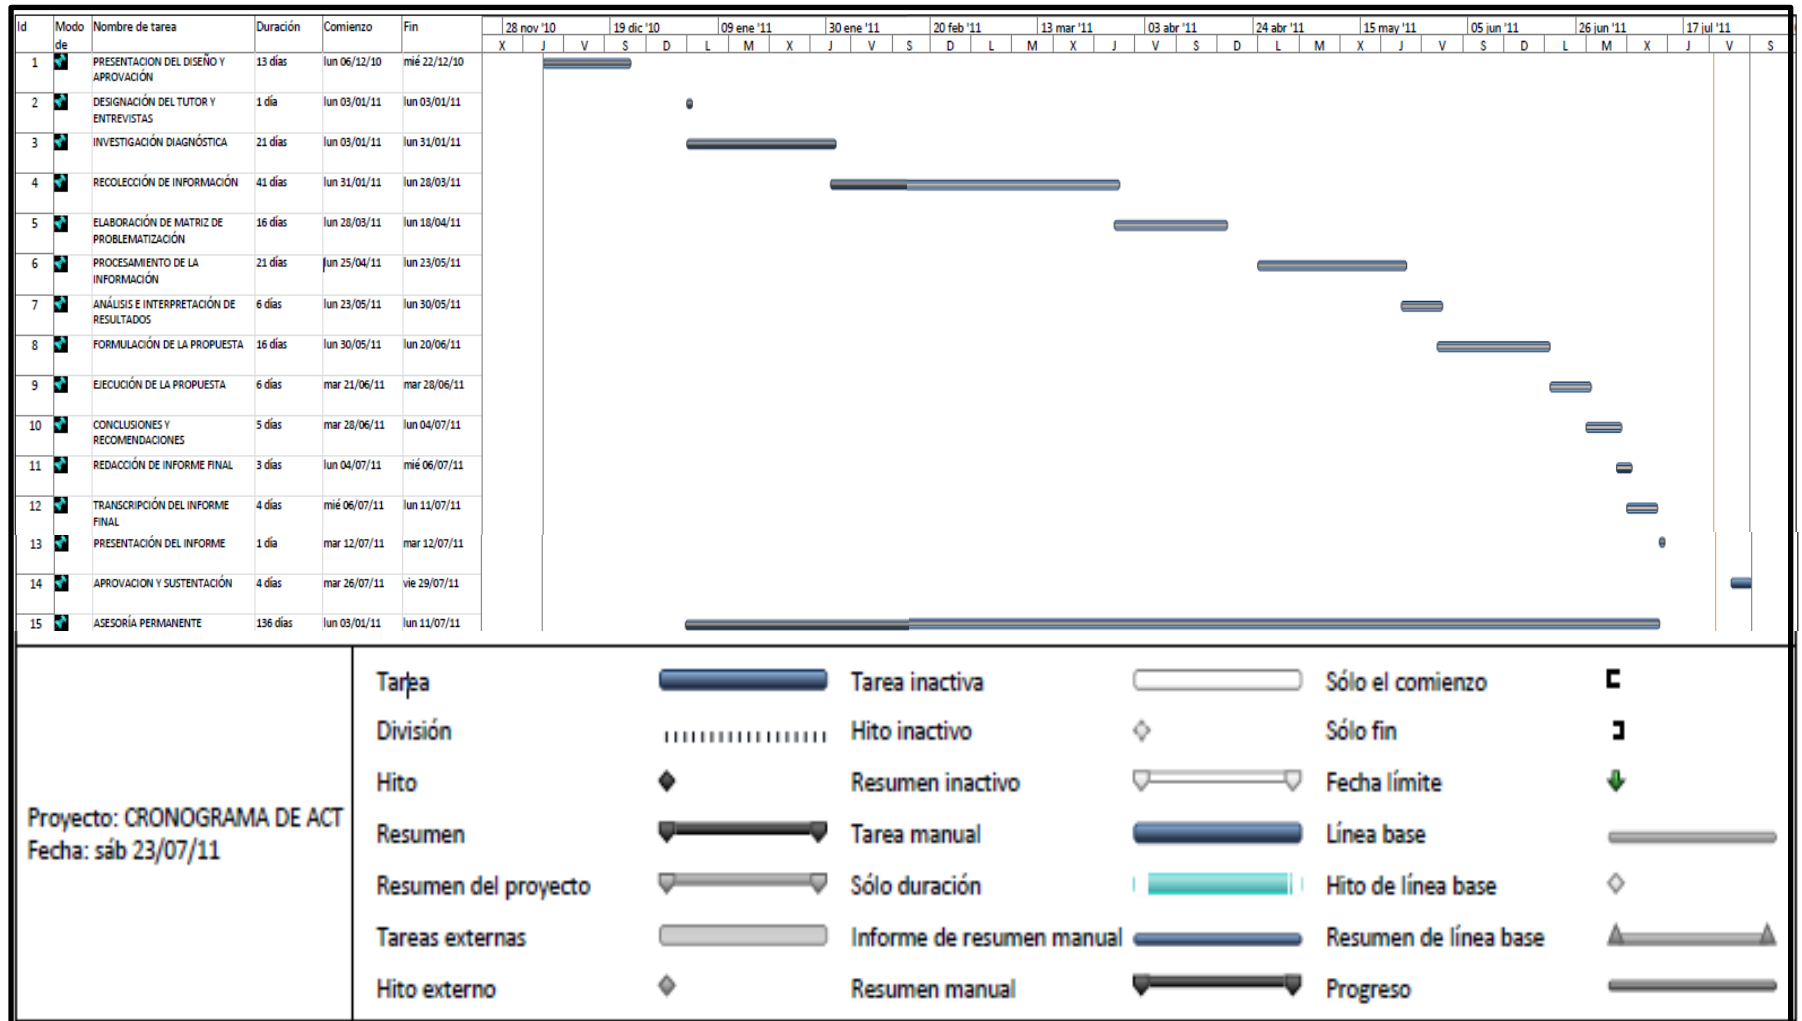 Id Modo de Nombre de tarea Duración Comienzo Fin 28 nov '10 19 dic '10 09 ene '11 30 ene '11 20 feb '11 13 mar '11 03 abr '11 24 abr '11 15 may '11 05 jun '11 26 jun '11 17 jul '11
X J V S D L M X J V S D L M X J V S D L M X J V S D L M X J V S
1 PRESENTACION DEL DISEÑO Y 13 días lun 06/12/10 mié 22/12/10
APROVACIÓN
2 DESIGNACIÓN DEL TUTOR Y 1 día lun 03/01/11 lun 03/01/11
ENTREVISTAS
3 INVESTIGACIÓN DIAGNÓSTICA 21 días lun 03/01/11 lun 31/01/11
4 RECOLECCIÓN DE INFORMACIÓN 41 días lun 31/01/11 lun 28/03/11
5 ELABORACIÓN DE MATRIZ DE 16 días lun 28/03/11 lun 18/04/11
PROBLEMATIZACIÓN
6 PROCESAMIENTO DE LA 21 días lun 25/04/11 lun 23/05/11
INFORMACIÓN
7 ANÁLISIS E INTERPRETACIÓN DE 6 días lun 23/05/11 lun 30/05/11
RESULTADOS
8 FORMULACIÓN DE LA PROPUESTA 16 días lun 30/05/11 lun 20/06/11
9 EJECUCIÓN DE LA PROPUESTA 6 días mar 21/06/11 mar 28/06/11
10 CONCLUSIONES Y 5 días mar 28/06/11 lun 04/07/11
RECOMENDACIONES
11 REDACCIÓN DE INFORME FINAL 3 días lun 04/07/11 mié 06/07/11
12 TRANSCRIPCIÓN DEL INFORME 4 días mié 06/07/11 lun 11/07/11
FINAL
13 PRESENTACIÓN DEL INFORME 1 día mar 12/07/11 mar 12/07/11
14 APROVACION Y SUSTENTACIÓN 4 días mar 26/07/11 vie 29/07/11
15 ASESORÍA PERMANENTE 136 días lun 03/01/11 lun 11/07/11
Proyecto: CRONOGRAMA DE ACT
Fecha: sáb 23/07/11
Tarea Tarea inactiva Sólo el comienzo
División Hito inactivo Sólo fin
Hito Resumen inactivo Fecha límite
Resumen Tarea manual Línea base
Resumen del proyecto Sólo duración Hito de línea base
Tareas externas Informe de resumen manual Resumen de línea base
Hito externo Resumen manual Progreso